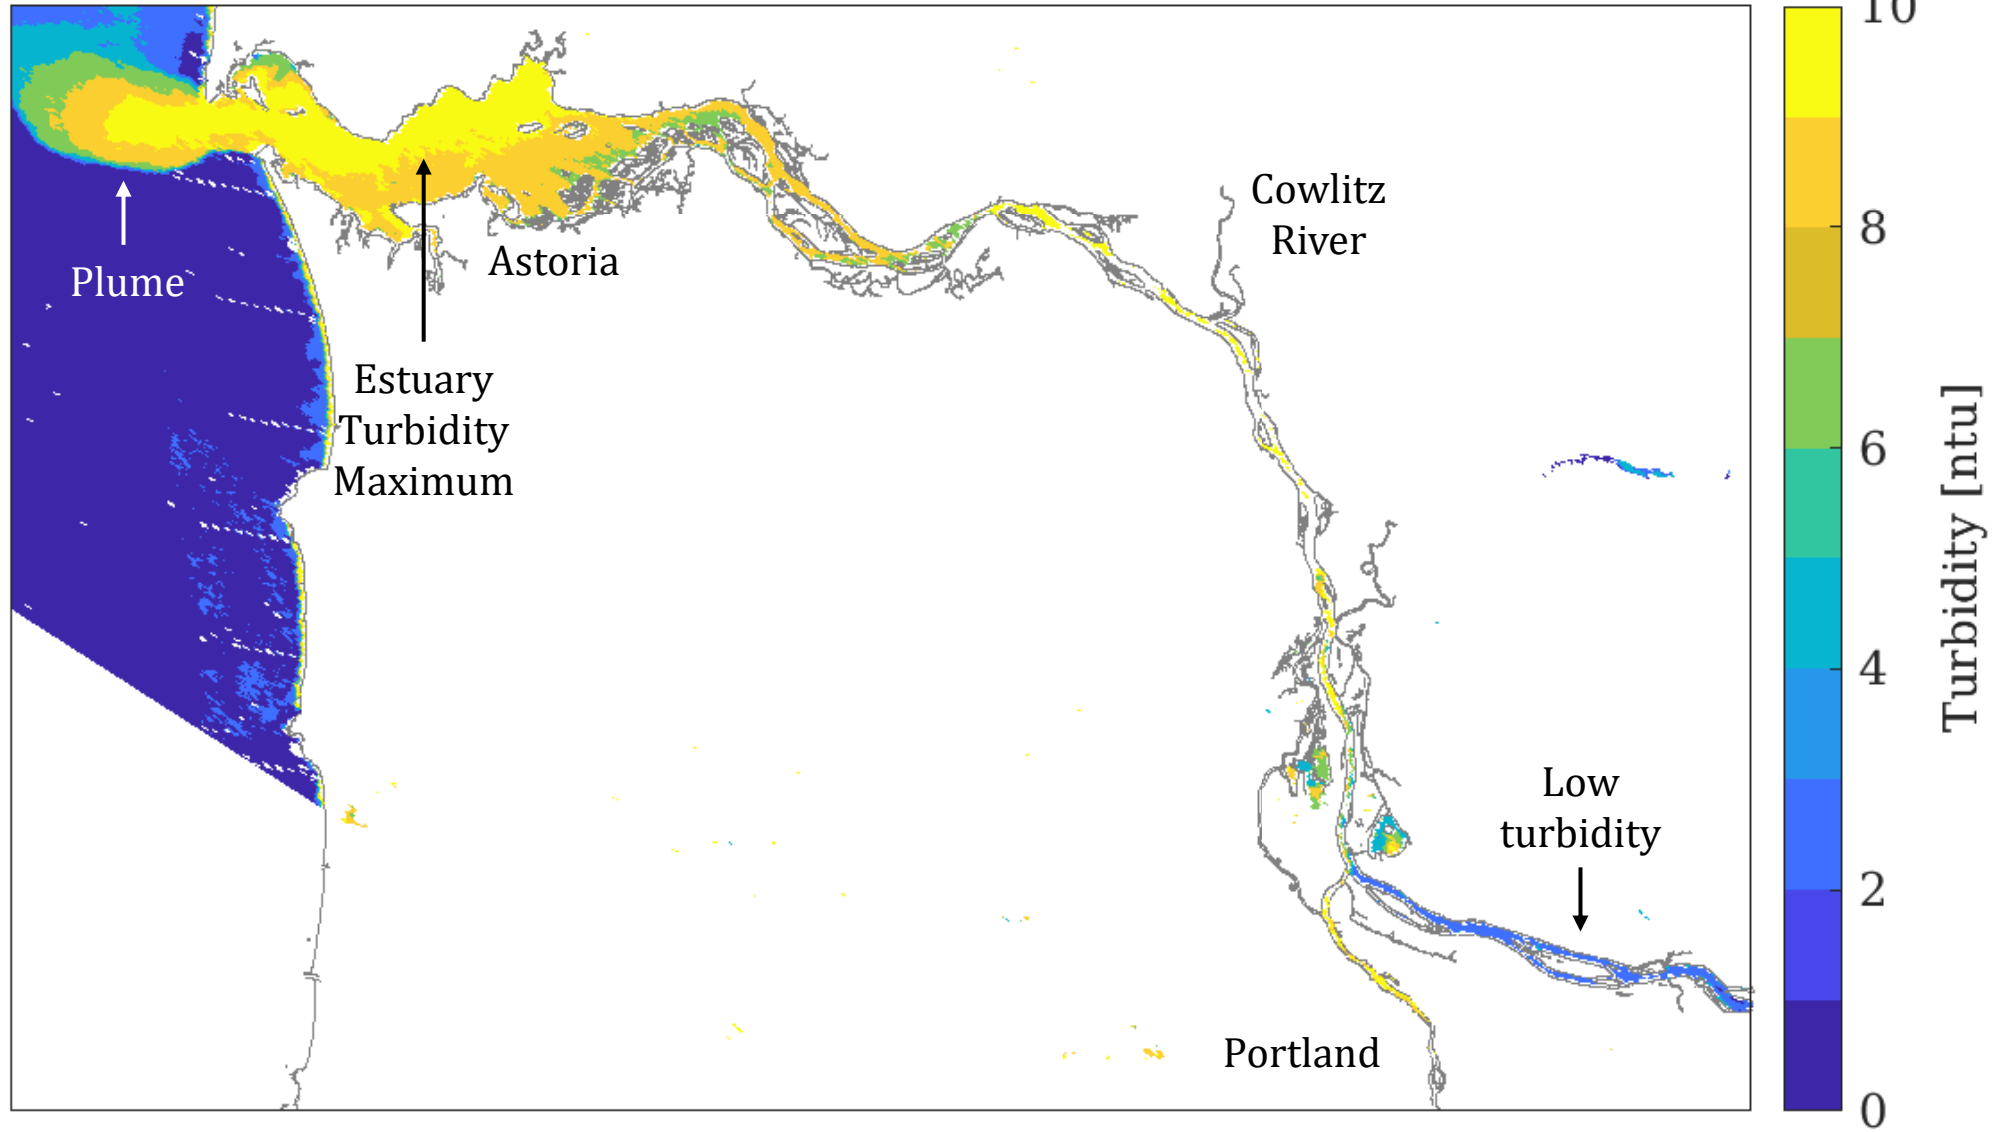 Plume
Astoria
Estuary
Turbidity
Maximum
Cowlitz
River
Low
turbidity
Portland
10
8
6
4
2
0
Turbidity [ntu]